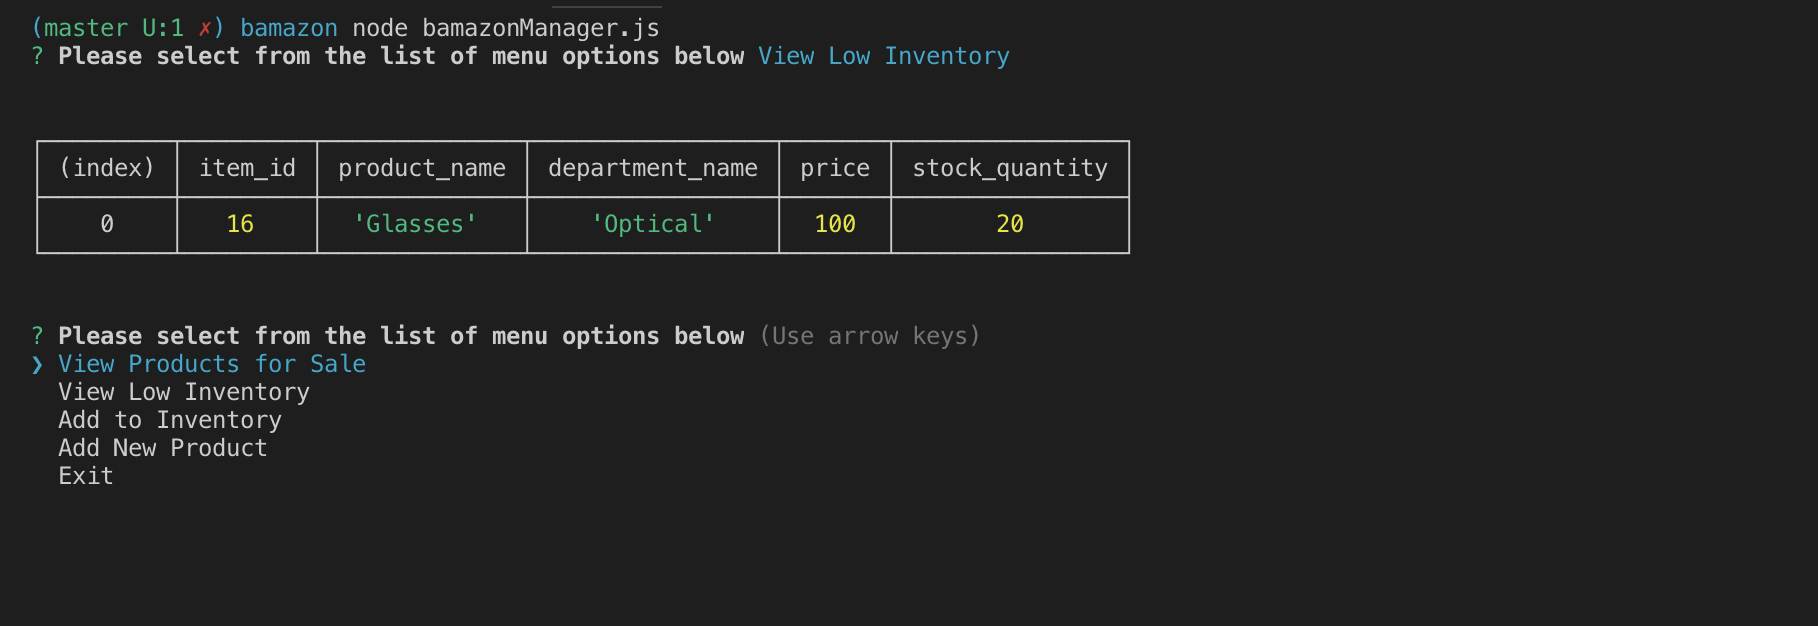 (master U:1 ✗) bamazon node bamazonManager.js
? Please select from the list of menu options below View Low Inventory
(index) item_id product_name department_name price stock_quantity
0 16 'Glasses' 'Optical' 100 20
? Please select from the list of menu options below (Use arrow keys)
❯ View Products for Sale
View Low Inventory
Add to Inventory
Add New Product
Exit